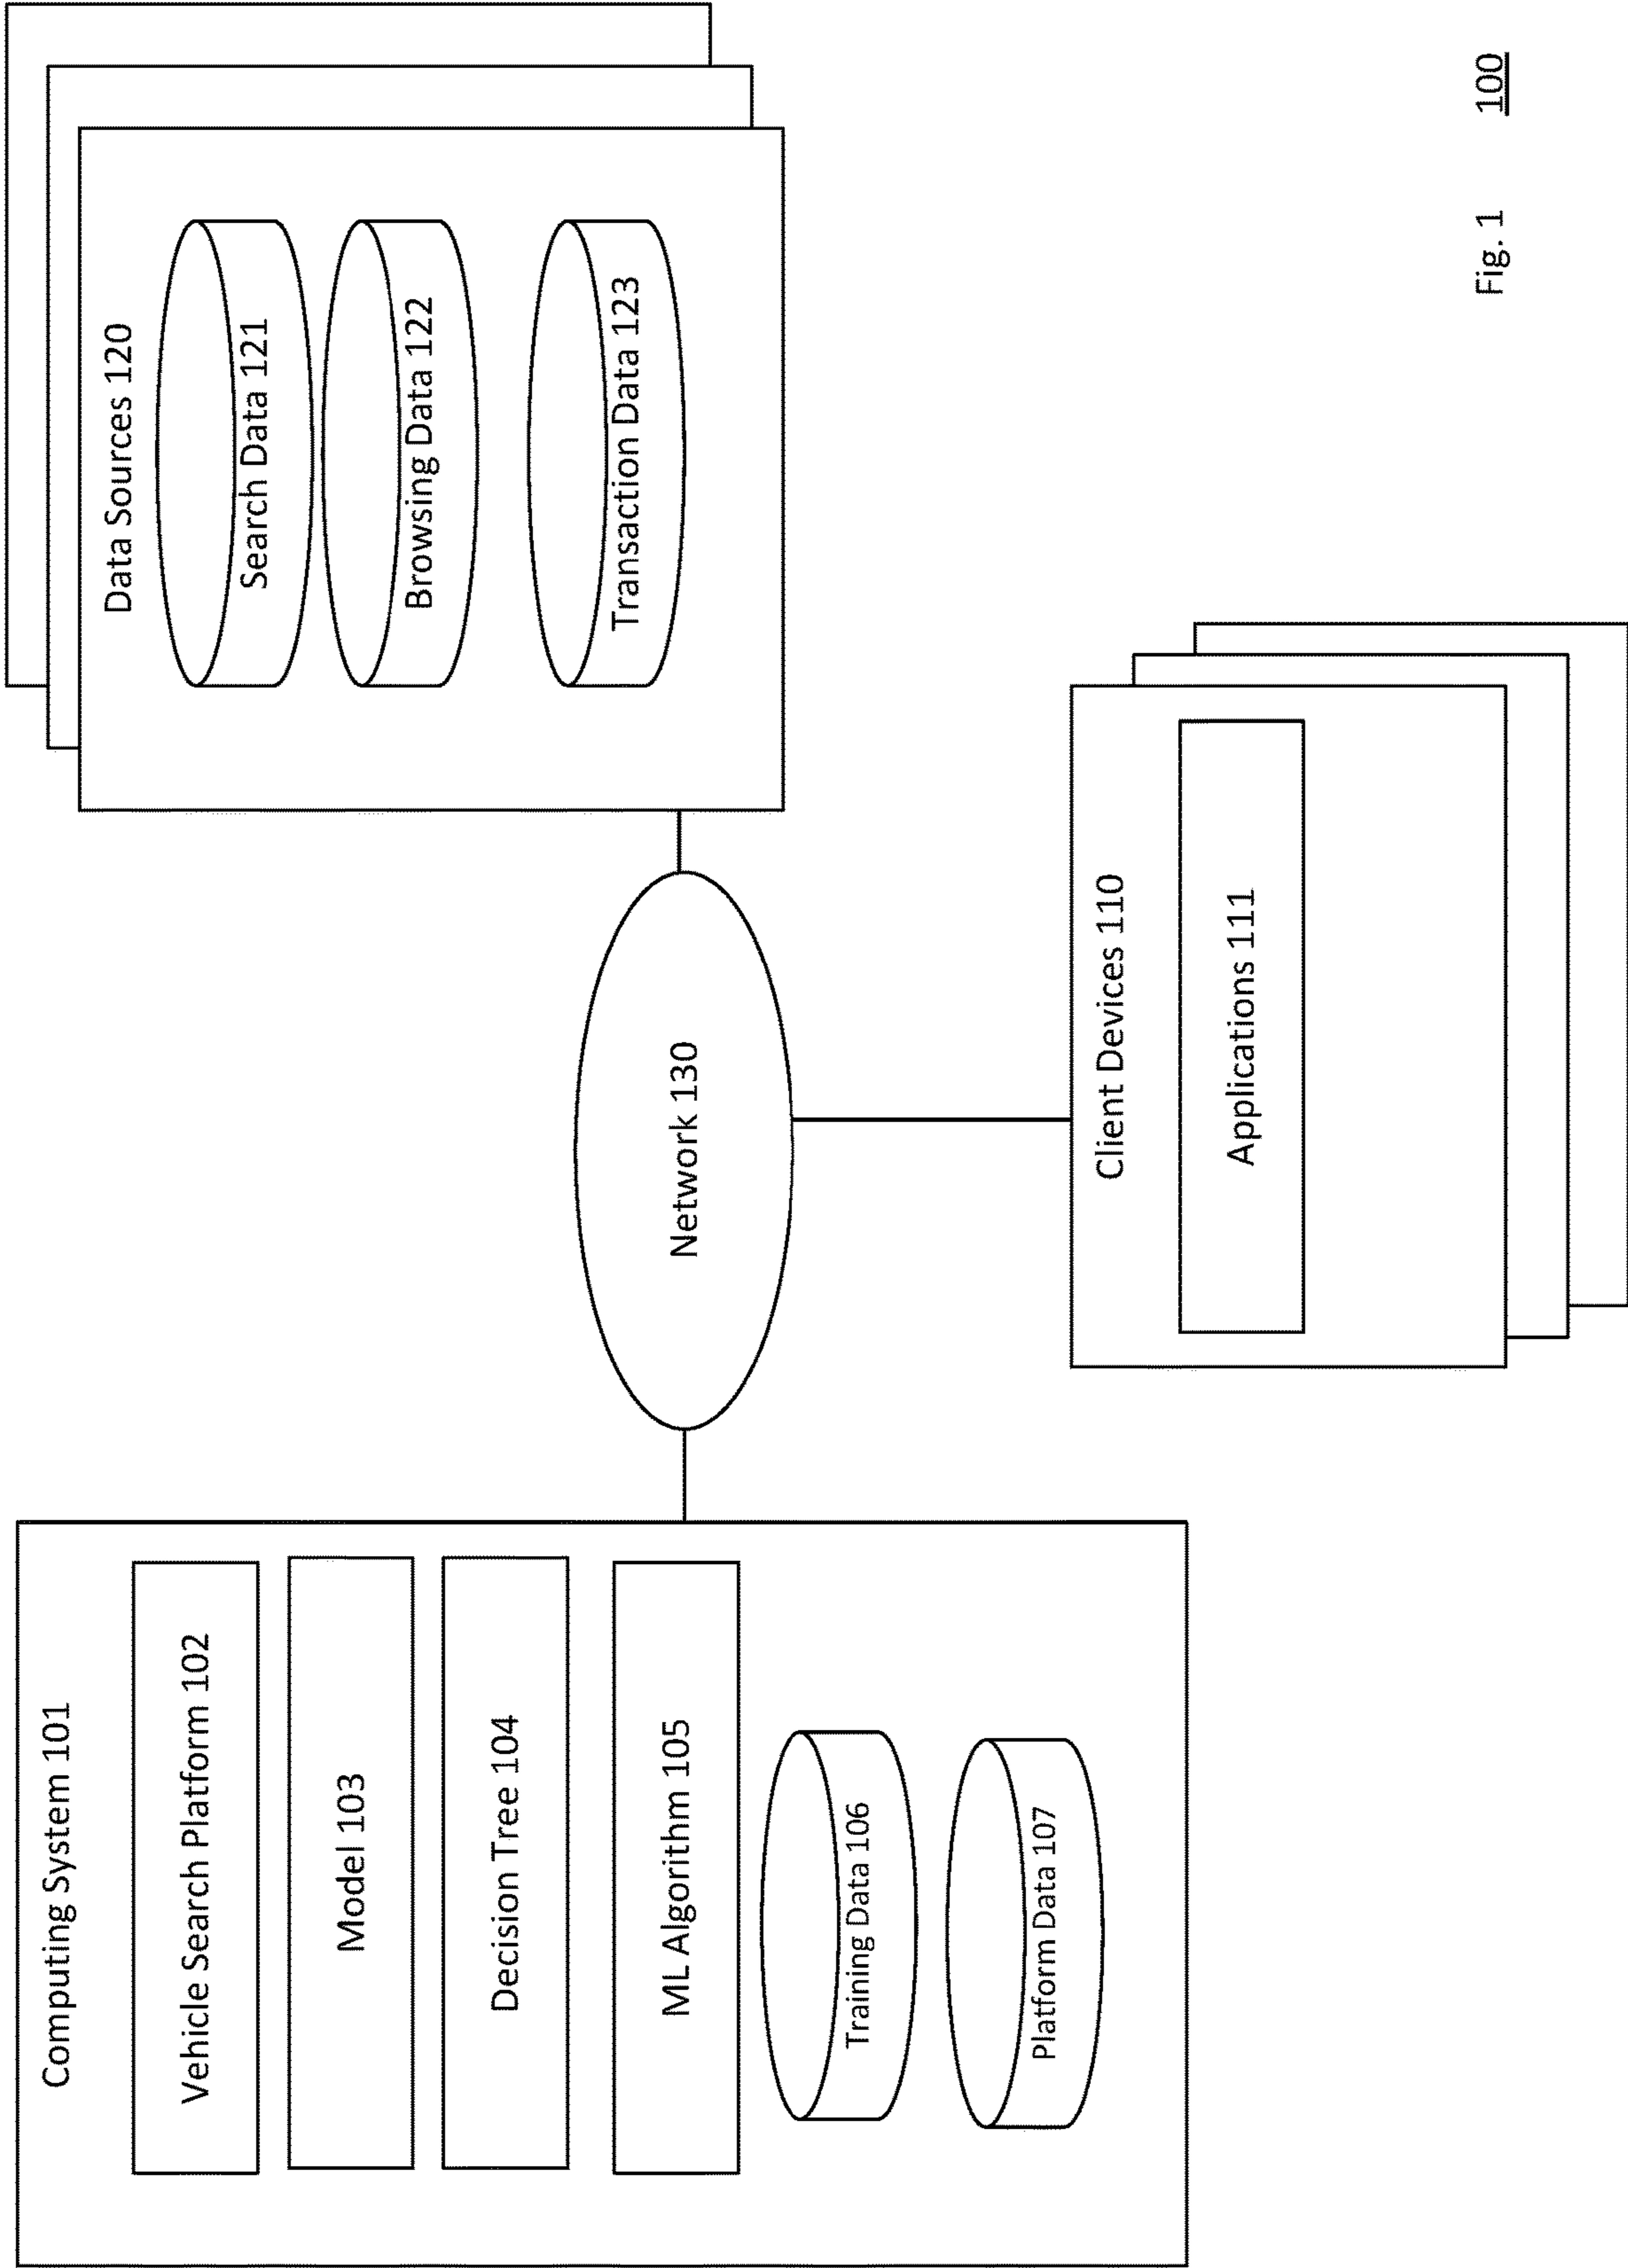 Computing System 101
Vehicle Search Platform 102
Model 103
Decision Tree 104
ML Algorithm 105
Training Data 106
Platform Data 107
Network 130
Client Devices 110
Applications 111
Data Sources 120
Search Data 121
Browsing Data 122
Transaction Data 123
Fig. 1 100